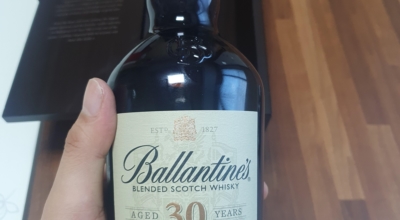 ESTD 1827
Ballantine's
BLENDED SCOTCH WHISKY
AGED 30 YEARS